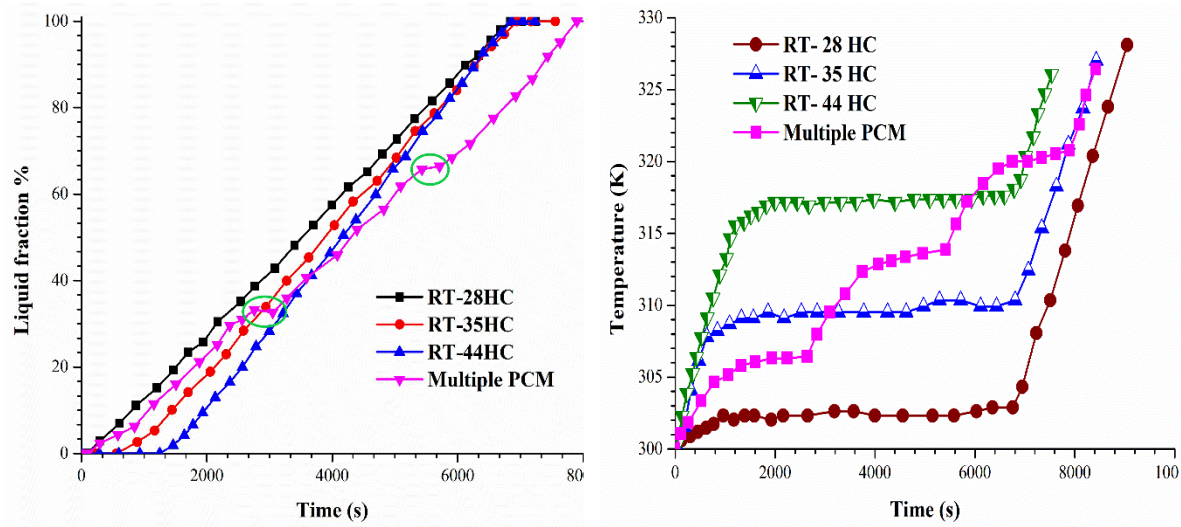 100
80
60
40
20
0
0
2000
4000
6000
800
Liquid fraction %
Time (s)
RT-28HC
RT-35HC
RT-44HC
Multiple PCM
330
325
320
315
310
305
300
0
2000
4000
6000
8000
1000
Temperature (K)
Time (s)
RT- 28 HC
RT- 35 HC
RT- 44 HC
Multiple PCM